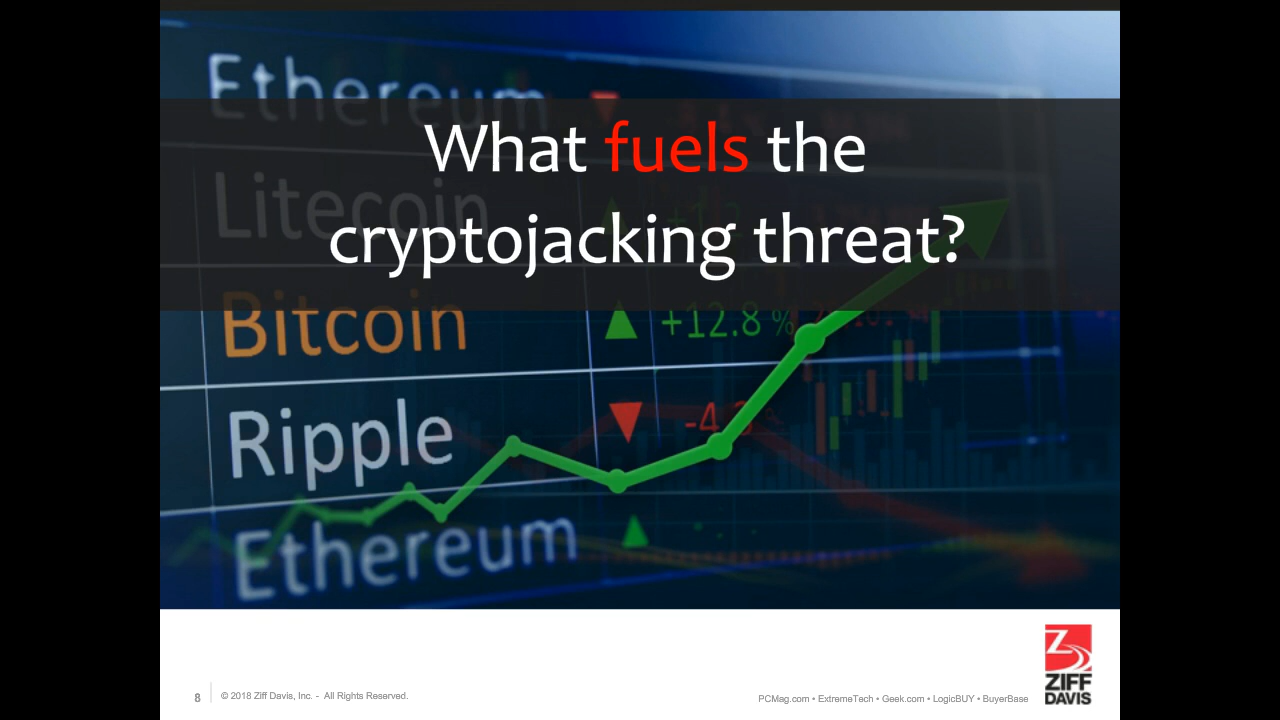 Ethereum
What fuels the
Litecoin
cryptojacking threat?
Bitcoin +12.8 %
Ripple
Ethereum
8 © 2018 Ziff Davis, Inc. - All Rights Reserved.
PCMag.com • ExtremeTech • Geek.com • LogicBUY • BuyerBase
ZIFF
DAVIS